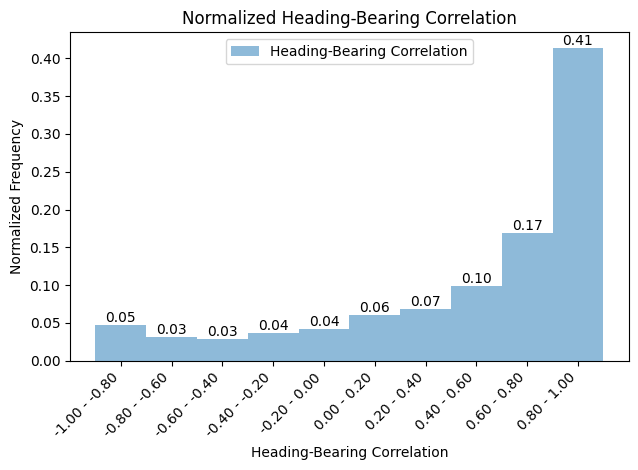 Normalized Heading-Bearing Correlation
Heading-Bearing Correlation
Normalized Frequency
0.40
0.35
0.30
0.25
0.20
0.15
0.10
0.05
0.00
0.05
0.03
0.03
0.04
0.04
0.06
0.07
0.10
0.17
0.41
-1.00 - -0.80
-0.80 - -0.60
-0.60 - -0.40
-0.40 - -0.20
-0.20 - 0.00
0.00 - 0.20
0.20 - 0.40
0.40 - 0.60
0.60 - 0.80
0.80 - 1.00
Heading-Bearing Correlation